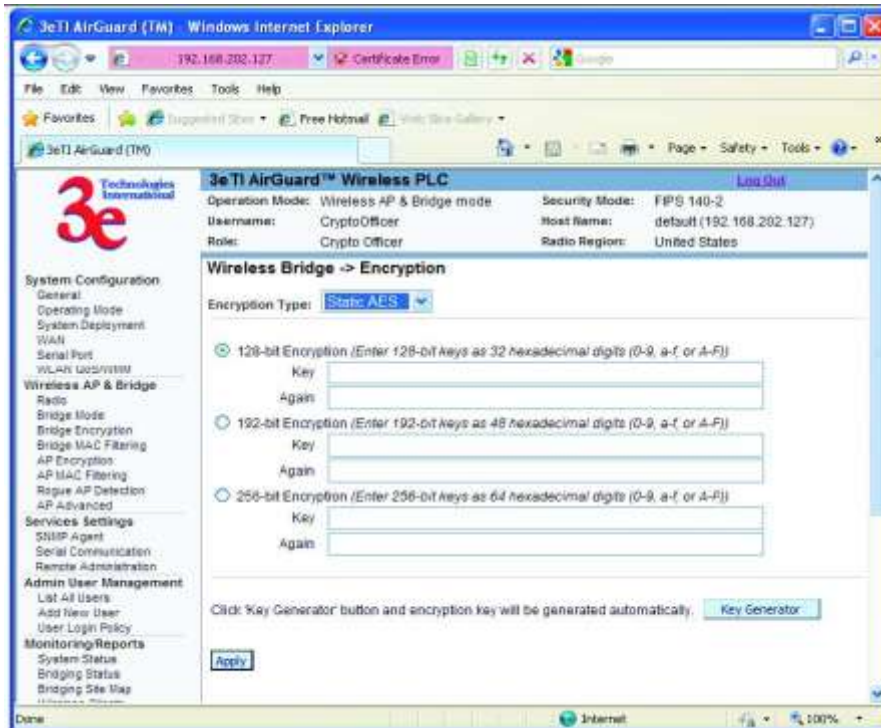 3eTI AirGuard (TM) - Windows Internet Explorer
192.168.202.127
Certificate Error
Google
File Edit View Favorites Tools Help
Favorites
Suggested Sites
Free Hotmail
Web Slice Gallery
3eTI AirGuard (TM)
Page Safety Tools
3e Technologies International
3eTI AirGuard™ Wireless PLC
Log Out
Operation Mode: Wireless AP & Bridge mode
Security Mode: FIPS 140-2
Username: CryptoOfficer
Host Name: default (192.168.202.127)
Role: Crypto Officer
Radio Region: United States
System Configuration
General
Operating Mode
System Deployment
WAN
Serial Port
WLAN QoS/WMM
Wireless AP & Bridge
Radio
Bridge Mode
Bridge Encryption
Bridge MAC Filtering
AP Encryption
AP MAC Filtering
Rogue AP Detection
AP Advanced
Services Settings
SNMP Agent
Serial Communication
Remote Administration
Admin User Management
List All Users
Add New User
User Login Policy
Monitoring/Reports
System Status
Bridging Status
Bridging Site Map
Wireless Bridge -> Encryption
Encryption Type: Static AES
128-bit Encryption (Enter 128-bit keys as 32 hexadecimal digits (0-9, a-f, or A-F))
Key
Again
192-bit Encryption (Enter 192-bit keys as 48 hexadecimal digits (0-9, a-f, or A-F))
Key
Again
256-bit Encryption (Enter 256-bit keys as 64 hexadecimal digits (0-9, a-f, or A-F))
Key
Again
Click 'Key Generator' button and encryption key will be generated automatically.
Key Generator
Apply
Done
Internet
100%